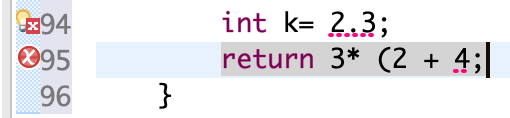 94 int k= 2.3;
95 return 3* (2 + 4;
96 }